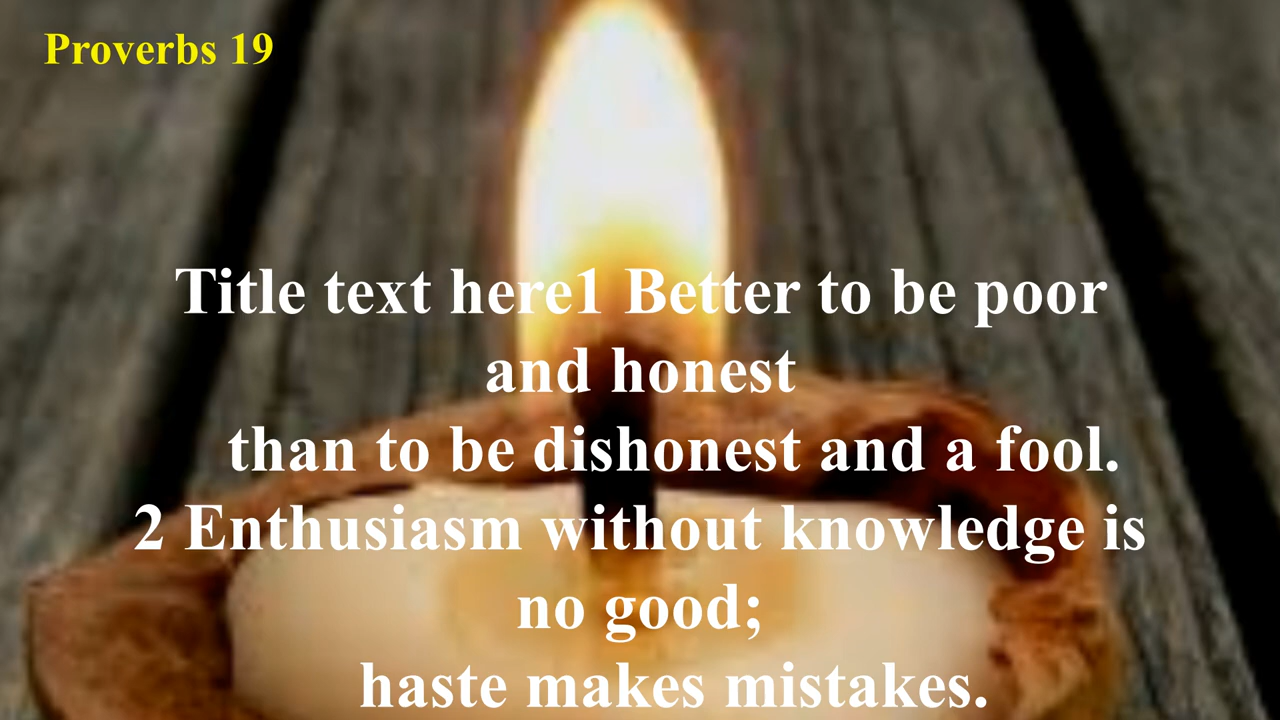 Proverbs 19
Title text here1 Better to be poor
and honest
than to be dishonest and a fool.
2 Enthusiasm without knowledge is
no good;
haste makes mistakes.